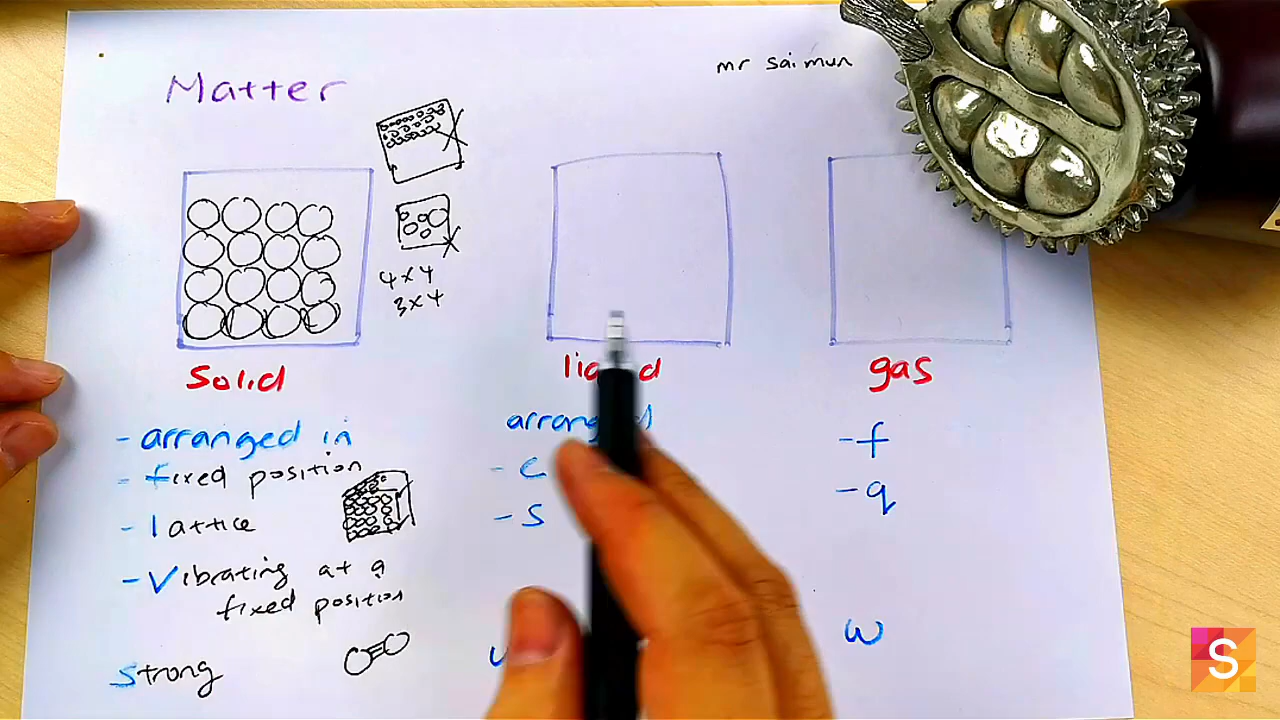 Matter
mr saimun
4x4
3x4
Solid
gas
- arranged in
- fixed position
- lattice
- Vibrating at a
fixed position
Strong
- c
- s
- f
- q
w
S